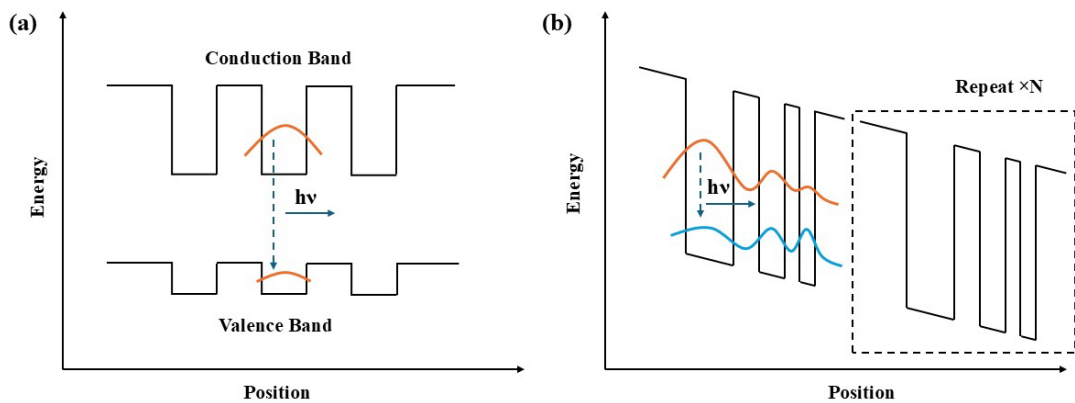 (a)
Energy
Conduction Band
hν
Valence Band
Position
(b)
Energy
Repeat ×N
hν
Position